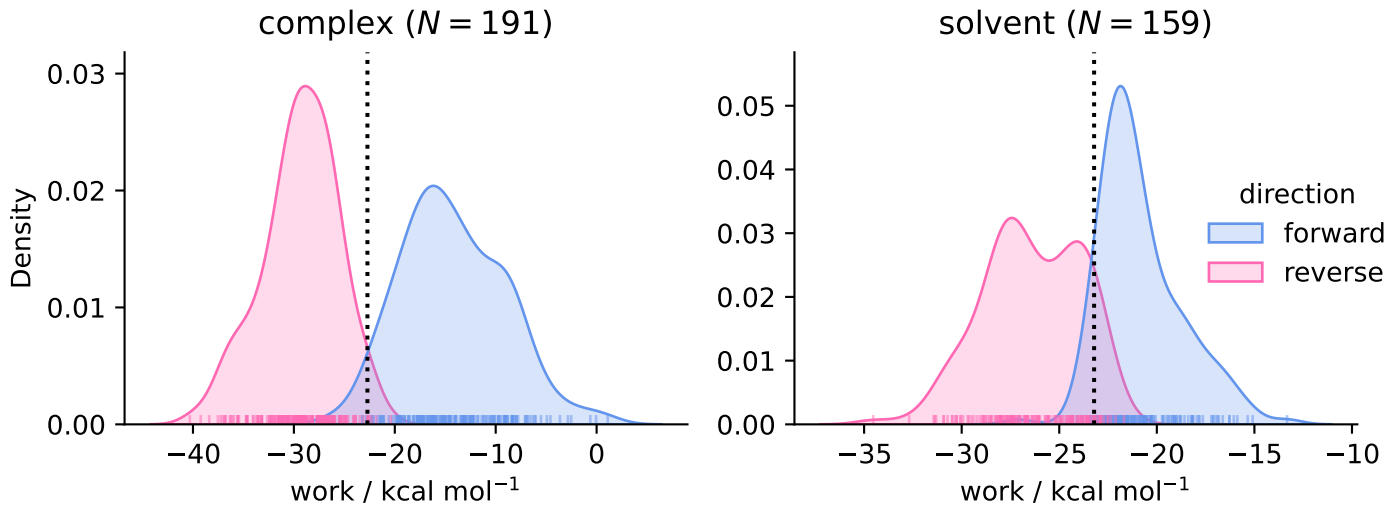 complex (N = 191)
Density
0.03
0.02
0.01
0.00
−40 −30 −20 −10 0
work / kcal mol⁻¹
solvent (N = 159)
0.05
0.04
0.03
0.02
0.01
0.00
−35 −30 −25 −20 −15 −10
work / kcal mol⁻¹
direction
forward
reverse